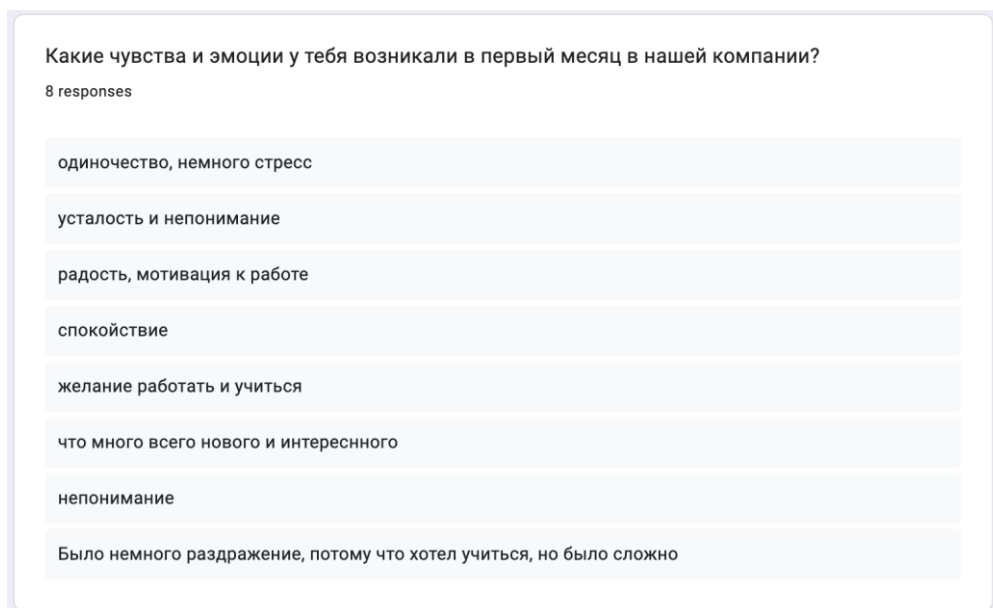 Какие чувства и эмоции у тебя возникали в первый месяц в нашей компании?
8 responses
одиночество, немного стресс
усталость и непонимание
радость, мотивация к работе
спокойствие
желание работать и учиться
что много всего нового и интереснного
непонимание
Было немного раздражение, потому что хотел учиться, но было сложно